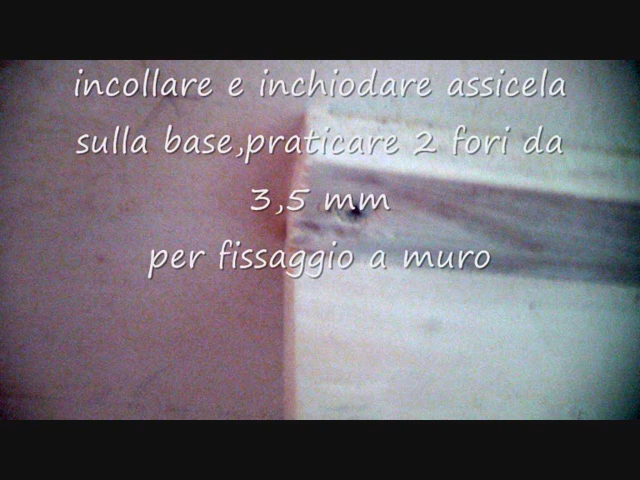 incollare e inchiodare assicela
sulla base,praticare 2 fori da
3,5 mm
per fissaggio a muro